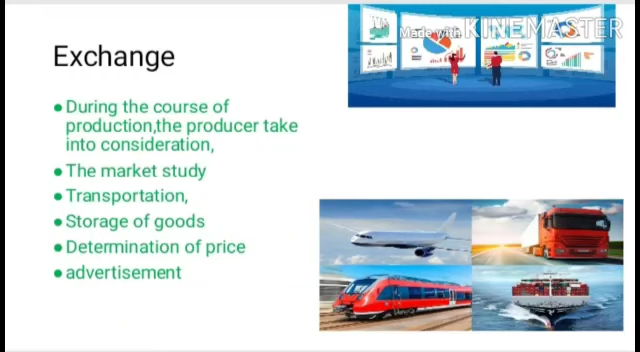 Made with KINEMASTER
Exchange
● During the course of
production,the producer take
into consideration,
● The market study
● Transportation,
● Storage of goods
● Determination of price
● advertisement